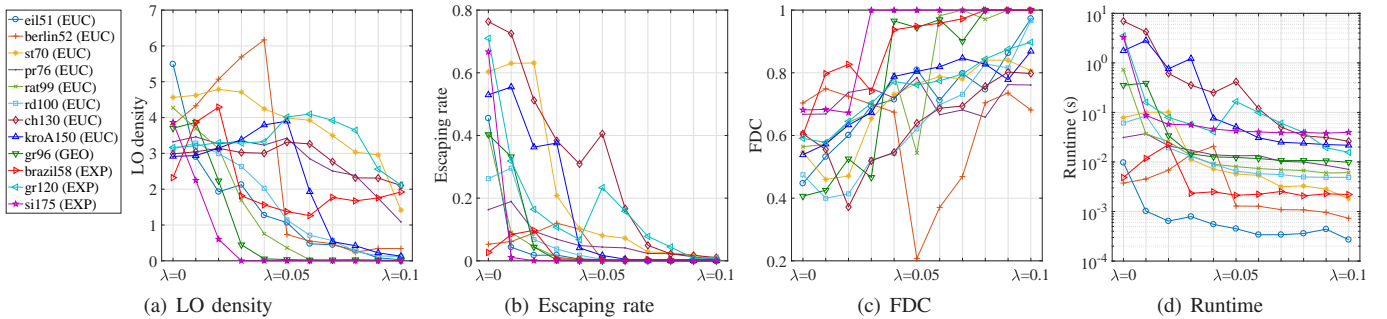 eil51 (EUC)
berlin52 (EUC)
st70 (EUC)
pr76 (EUC)
rat99 (EUC)
rd100 (EUC)
ch130 (EUC)
kroA150 (EUC)
gr96 (GEO)
brazil58 (EXP)
gr120 (EXP)
si175 (EXP)
LO density
7
6
5
4
3
2
1
0
λ=0 λ=0.05 λ=0.1
(a) LO density
Escaping rate
0.8
0.6
0.4
0.2
0
λ=0 λ=0.05 λ=0.1
(b) Escaping rate
FDC
1
0.8
0.6
0.4
0.2
λ=0 λ=0.05 λ=0.1
(c) FDC
Runtime (s)
10^1
10^0
10^-1
10^-2
10^-3
10^-4
λ=0 λ=0.05 λ=0.1
(d) Runtime